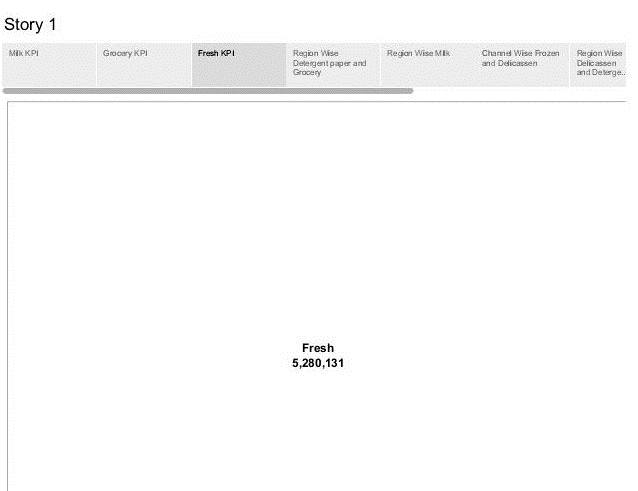 Story 1
Milk KPI
Grocery KPI
Fresh KPI
Region Wise
Detergent paper and
Grocery
Region Wise Milk
Channel Wise Frozen
and Delicassen
Region Wise
Delicassen
and Deterge..
Fresh
5,280,131